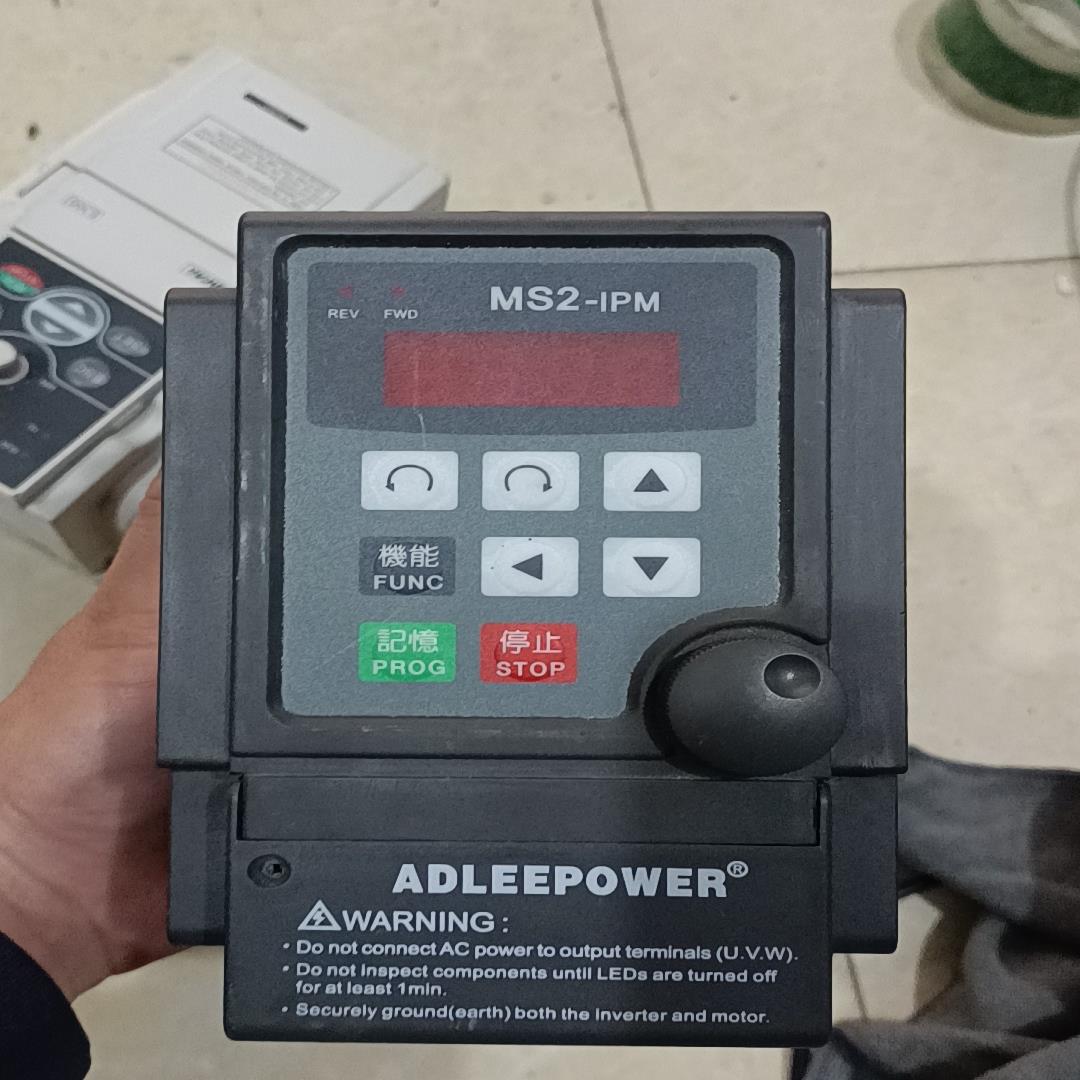 MS2-IPM
REV FWD
機能
FUNC
記憶
PROG
停止
STOP
ADLEEPOWER®
WARNING:
• Do not connect AC power to output terminals (U.V.W).
• Do not inspect components until LEDs are turned off
for at least 1min.
• Securely ground(earth) both the inverter and motor.